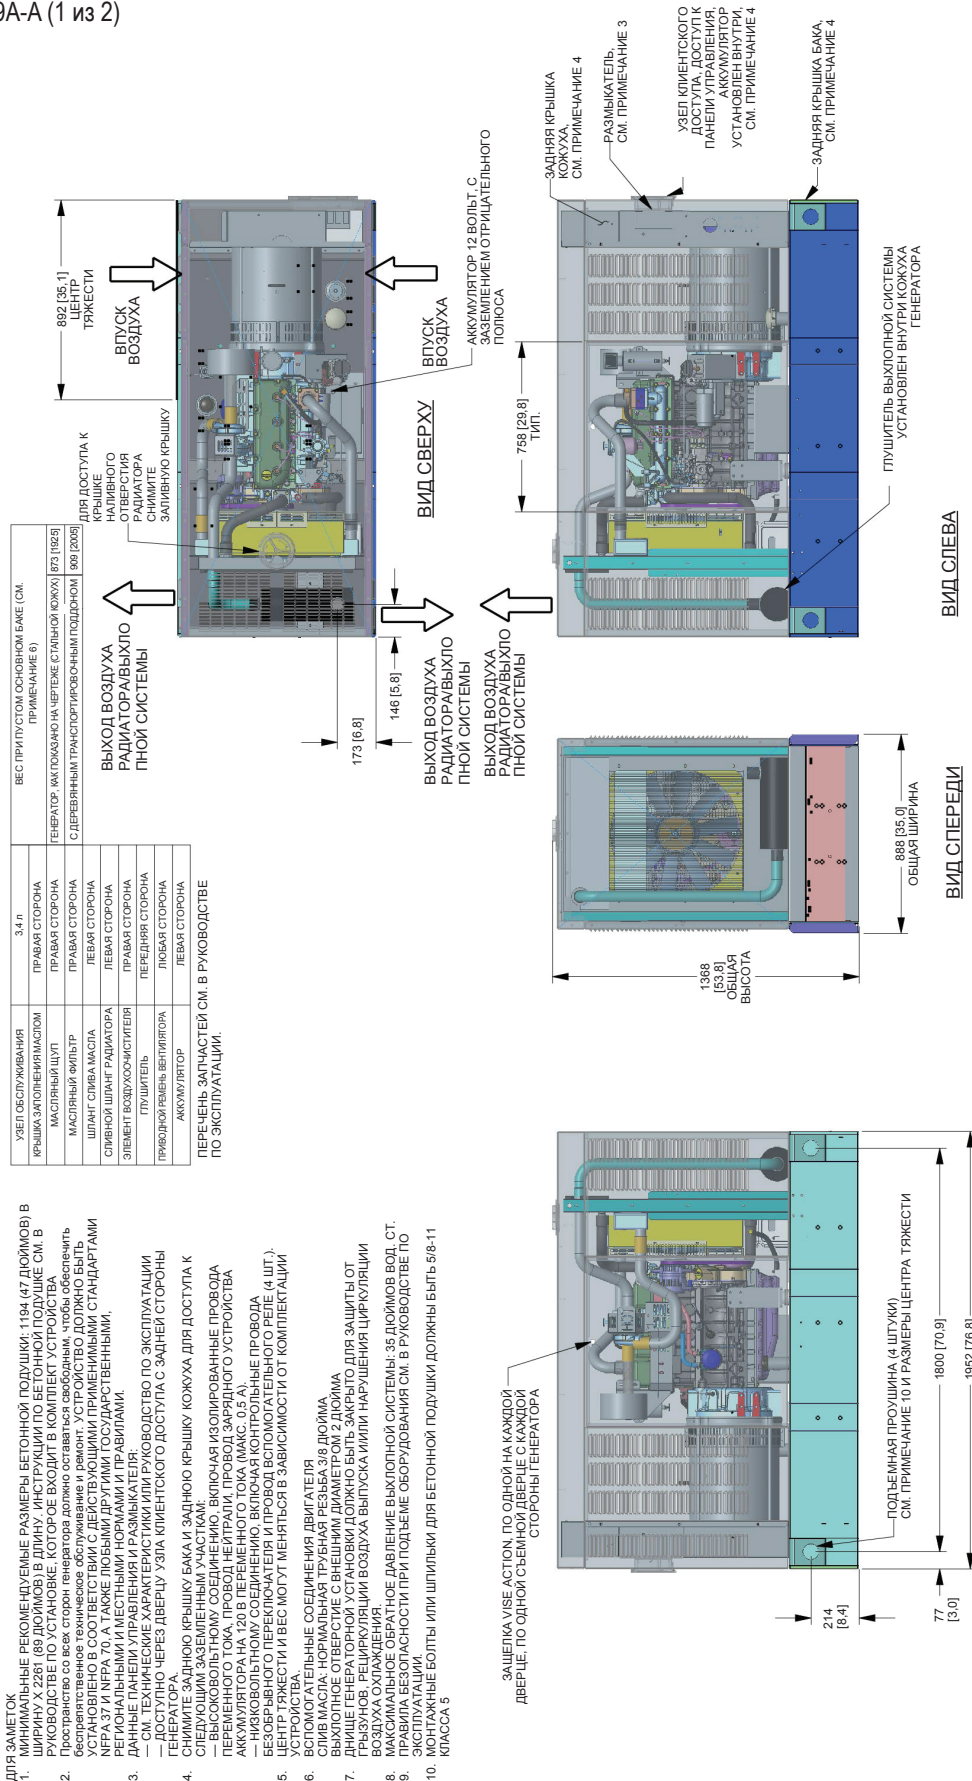 9A-A (1 из 2)
ДЛЯ ЗАМЕТОК
1. МИНИМАЛЬНЫЕ РЕКОМЕНДУЕМЫЕ РАЗМЕРЫ БЕТОННОЙ ПОДУШКИ: 1194 (47 ДЮЙМОВ) В
ШИРИНУ X 2261 (89 ДЮЙМОВ) В ДЛИНУ. ИНСТРУКЦИИ ПО БЕТОННОЙ ПОДУШКЕ СМ. В
РУКОВОДСТВЕ ПО УСТАНОВКЕ, КОТОРОЕ ВХОДИТ В КОМПЛЕКТ УСТРОЙСТВА
2. Пространство со всех сторон генератора должно оставаться свободным, чтобы обеспечить
беспрепятственное обслуживание и ремонт. УСТРОЙСТВО ДОЛЖНО БЫТЬ
УСТАНОВЛЕНО В СООТВЕТСТВИИ С ДЕЙСТВУЮЩИМИ ПРИМЕНИМЫМИ СТАНДАРТАМИ
NFPA 37 И NFPA 70, А ТАКЖЕ ЛЮБЫМИ ДРУГИМИ ГОСУДАРСТВЕННЫМИ,
РЕГИОНАЛЬНЫМИ И МЕСТНЫМИ НОРМАМИ И ПРАВИЛАМИ.
3. ДАННЫЕ ПАНЕЛИ УПРАВЛЕНИЯ И РАЗМЫКАТЕЛЯ:
— СМ. ТЕХНИЧЕСКИЕ ХАРАКТЕРИСТИКИ ИЛИ РУКОВОДСТВО ПО ЭКСПЛУАТАЦИИ
— ДОСТУПНО ЧЕРЕЗ ДВЕРЦУ УЗЛА КЛИЕНТСКОГО ДОСТУПА С ЗАДНЕЙ СТОРОНЫ
ГЕНЕРАТОРА.
4. СНИМИТЕ ЗАДНЮЮ КРЫШКУ БАКА И ЗАДНЮЮ КРЫШКУ КОЖУХА ДЛЯ ДОСТУПА К
СЛЕДУЮЩИМ ЗАЗЕМЛЕННЫМ УЧАСТКАМ:
— ВЫСОКОВОЛЬТНОМУ СОЕДИНЕНИЮ, ВКЛЮЧАЯ ИЗОЛИРОВАННЫЕ ПРОВОДА
ПЕРЕМЕННОГО ТОКА, ПРОВОД НЕЙТРАЛИ, ПРОВОД ЗАРЯДНОГО УСТРОЙСТВА
АККУМУЛЯТОРА НА 120 В ПЕРЕМЕННОГО ТОКА (МАКС. 0,5 А).
— НИЗКОВОЛЬТНОМУ СОЕДИНЕНИЮ, ВКЛЮЧАЯ КОНТРОЛЬНЫЕ ПРОВОДА
БЕЗОБРЫВНОГО ПЕРЕКЛЮЧАТЕЛЯ И ПРОВОД ВСПОМОГАТЕЛЬНОГО РЕЛЕ (4 ШТ.).
5. ЦЕНТР ТЯЖЕСТИ И ВЕС МОГУТ МЕНЯТЬСЯ В ЗАВИСИМОСТИ ОТ КОМПЛЕКТАЦИИ
УСТРОЙСТВА.
6. ВСПОМОГАТЕЛЬНЫЕ СОЕДИНЕНИЯ ДВИГАТЕЛЯ
СЛИВ МАСЛА: НОРМАЛЬНАЯ ТРУБНАЯ РЕЗЬБА 3/8 ДЮЙМА.
ВЫХЛОПНОЕ ОТВЕРСТИЕ С ВНЕШНИМ ДИАМЕТРОМ 2 ДЮЙМА
7. ДНИЩЕ ГЕНЕРАТОРНОЙ УСТАНОВКИ ДОЛЖНО БЫТЬ ЗАКРЫТО ДЛЯ ЗАЩИТЫ ОТ
ГРЫЗУНОВ, РЕЦИРКУЛЯЦИИ ВОЗДУХА ВЫПУСКА И/ИЛИ НАРУШЕНИЯ ЦИРКУЛЯЦИИ
ВОЗДУХА ОХЛАЖДЕНИЯ.
8. МАКСИМАЛЬНОЕ ОБРАТНОЕ ДАВЛЕНИЕ ВЫХЛОПНОЙ СИСТЕМЫ: 35 ДЮЙМОВ ВОД. СТ.
9. ПРАВИЛА БЕЗОПАСНОСТИ ПРИ ПОДЪЕМЕ ОБОРУДОВАНИЯ СМ. В РУКОВОДСТВЕ ПО
ЭКСПЛУАТАЦИИ.
10. МОНТАЖНЫЕ БОЛТЫ ИЛИ ШПИЛЬКИ ДЛЯ БЕТОННОЙ ПОДУШКИ ДОЛЖНЫ БЫТЬ 5/8-11
КЛАССА 5
УЗЕЛ ОБСЛУЖИВАНИЯ 3,4 л
КРЫШКА ЗАПОЛНЕНИЯ МАСЛОМ ПРАВАЯ СТОРОНА
МАСЛЯНЫЙ ЩУП ПРАВАЯ СТОРОНА
МАСЛЯНЫЙ ФИЛЬТР ПРАВАЯ СТОРОНА
ШЛАНГ СЛИВА МАСЛА ЛЕВАЯ СТОРОНА
СЛИВНОЙ ШЛАНГ РАДИАТОРА ЛЕВАЯ СТОРОНА
ЭЛЕМЕНТ ВОЗДУХООЧИСТИТЕЛЯ ПРАВАЯ СТОРОНА
ГЛУШИТЕЛЬ ПЕРЕДНЯЯ СТОРОНА
ПРИВОДНОЙ РЕМЕНЬ ВЕНТИЛЯТОРА ЛЮБАЯ СТОРОНА
АККУМУЛЯТОР ЛЕВАЯ СТОРОНА
ПЕРЕЧЕНЬ ЗАПЧАСТЕЙ СМ. В РУКОВОДСТВЕ
ПО ЭКСПЛУАТАЦИИ.
ВЕС ПРИ ПУСТОМ ОСНОВНОМ БАКЕ (СМ.
ПРИМЕЧАНИЕ 6)
ГЕНЕРАТОР, КАК ПОКАЗАНО НА ЧЕРТЕЖЕ (СТАЛЬНОЙ КОЖУХ) 873 [1925]
С ДЕРЕВЯННЫМ ТРАНСПОРТИРОВОЧНЫМ ПОДДОНОМ 909 [2005]
ДЛЯ ДОСТУПА К
КРЫШКЕ
НАЛИВНОГО
ОТВЕРСТИЯ
РАДИАТОРА
СНИМИТЕ
ЗАЛИВНУЮ КРЫШКУ
892 [35,1]
ЦЕНТР
ТЯЖЕСТИ
ВПУСК
ВОЗДУХА
ВЫХОД ВОЗДУХА
РАДИАТОРА/ВЫХЛО
ПНОЙ СИСТЕМЫ
173 [6,8]
146 [5,8]
ВЫХОД ВОЗДУХА
РАДИАТОРА/ВЫХЛО
ПНОЙ СИСТЕМЫ
ВИД СВЕРХУ
ВПУСК
ВОЗДУХА
АККУМУЛЯТОР 12 ВОЛЬТ, С
ЗАЗЕМЛЕНИЕМ ОТРИЦАТЕЛЬНОГО
ПОЛЮСА
ВЫХОД ВОЗДУХА
РАДИАТОРА/ВЫХЛО
ПНОЙ СИСТЕМЫ
758 [29,8]
ТИП.
ЗАДНЯЯ КРЫШКА
КОЖУХА,
СМ. ПРИМЕЧАНИЕ 4
РАЗМЫКАТЕЛЬ,
СМ. ПРИМЕЧАНИЕ 3
УЗЕЛ КЛИЕНТСКОГО
ДОСТУПА, ДОСТУП К
ПАНЕЛИ УПРАВЛЕНИЯ,
АККУМУЛЯТОР
УСТАНОВЛЕН ВНУТРИ,
СМ. ПРИМЕЧАНИЕ 4
ЗАДНЯЯ КРЫШКА БАКА,
СМ. ПРИМЕЧАНИЕ 4
ГЛУШИТЕЛЬ ВЫХЛОПНОЙ СИСТЕМЫ
УСТАНОВЛЕН ВНУТРИ КОЖУХА
ГЕНЕРАТОРА
ВИД СЛЕВА
1368
[53,8]
ОБЩАЯ
ВЫСОТА
888 [35,0]
ОБЩАЯ ШИРИНА
ВИД СПЕРЕДИ
ЗАЩЕЛКА VISE ACTION, ПО ОДНОЙ НА КАЖДОЙ
ДВЕРЦЕ. ПО ОДНОЙ СЪЕМНОЙ ДВЕРЦЕ С КАЖДОЙ
СТОРОНЫ ГЕНЕРАТОРА
ПОДЪЕМНАЯ ПРОУШИНА (4 ШТУКИ)
СМ. ПРИМЕЧАНИЕ 10 И РАЗМЕРЫ ЦЕНТРА ТЯЖЕСТИ
214
[8,4]
77
[3,0]
1800 [70,9]
1952 [76,8]